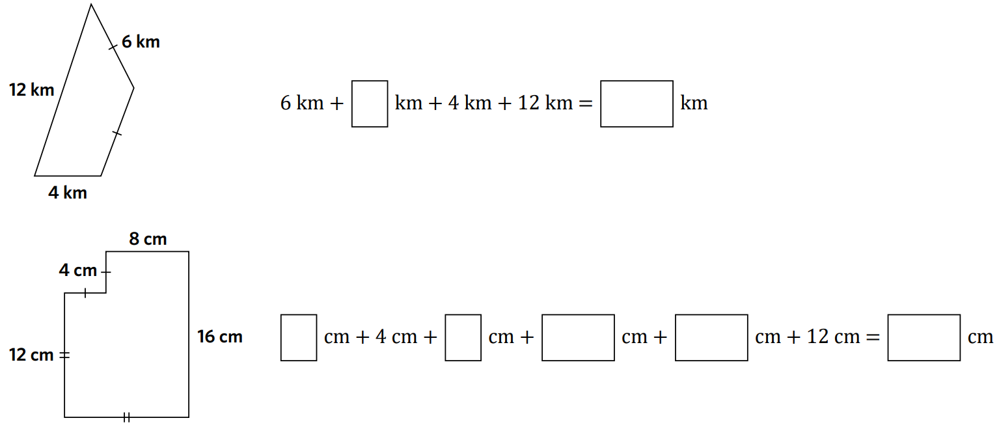 6 km
12 km
6 km + km + 4 km + 12 km = km
4 km
8 cm
4 cm
16 cm
cm + 4 cm + cm + cm + cm + 12 cm = cm
12 cm